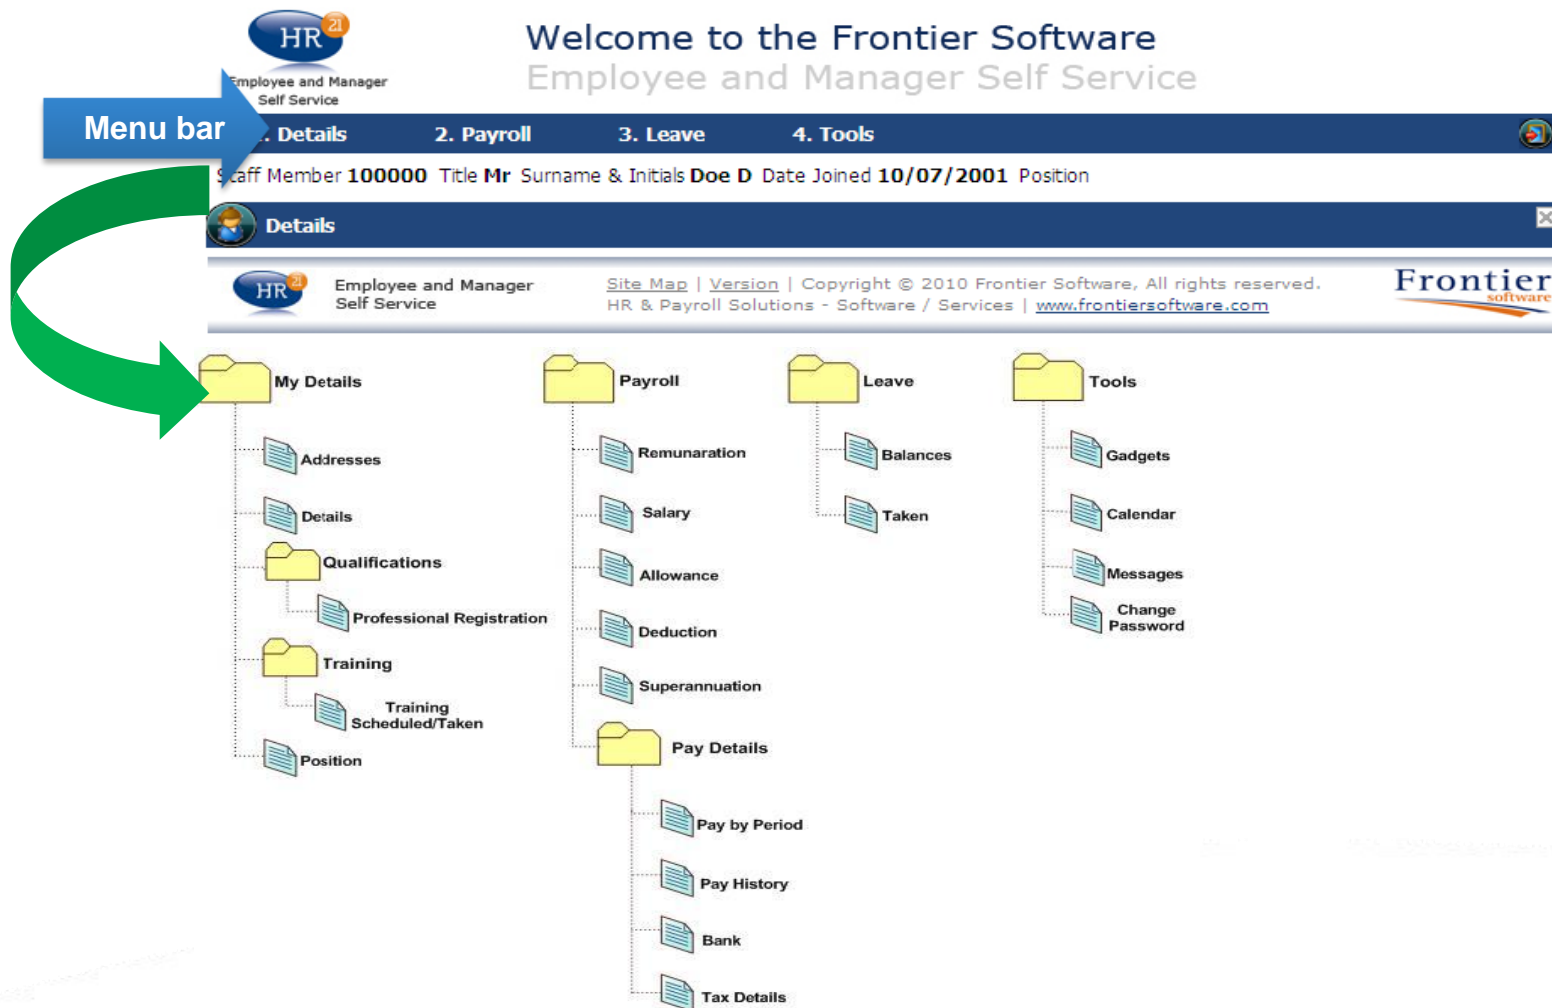 HR 21
Employee and Manager
Self Service
Welcome to the Frontier Software
Employee and Manager Self Service
Menu bar
. Details 2. Payroll 3. Leave 4. Tools
Staff Member 100000 Title Mr Surname & Initials Doe D Date Joined 10/07/2001 Position
Details
HR 21
Employee and Manager
Self Service
Site Map | Version | Copyright © 2010 Frontier Software, All rights reserved.
HR & Payroll Solutions - Software / Services | www.frontiersoftware.com
Frontier
software
My Details
Addresses
Details
Qualifications
Professional Registration
Training
Training
Scheduled/Taken
Position
Payroll
Remunaration
Salary
Allowance
Deduction
Superannuation
Pay Details
Pay by Period
Pay History
Bank
Tax Details
Leave
Balances
Taken
Tools
Gadgets
Calendar
Messages
Change
Password